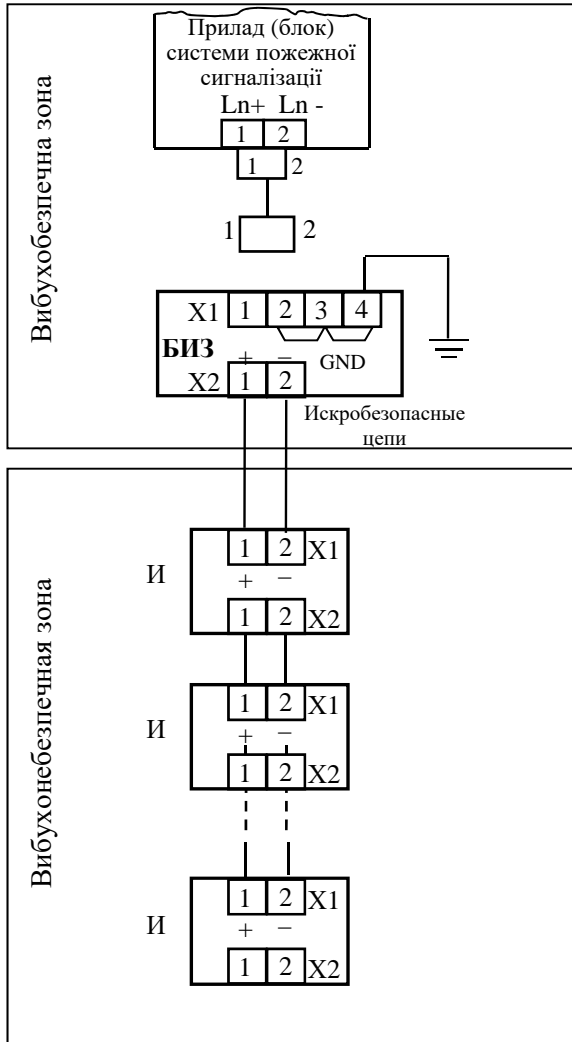 Вибухобезпечна зона
Прилад (блок)
системи пожежної
сигналізації
Ln+ Ln -
1 2
1 2
1 2
X1 1 2 3 4
БИЗ
+ − GND
X2 1 2
Искробезопасные
цепи
Вибухонебезпечная зона
1 2 X1
И
+ −
1 2 X2
1 2 X1
И
+ −
1 2 X2
1 2 X1
И
+ −
1 2 X2